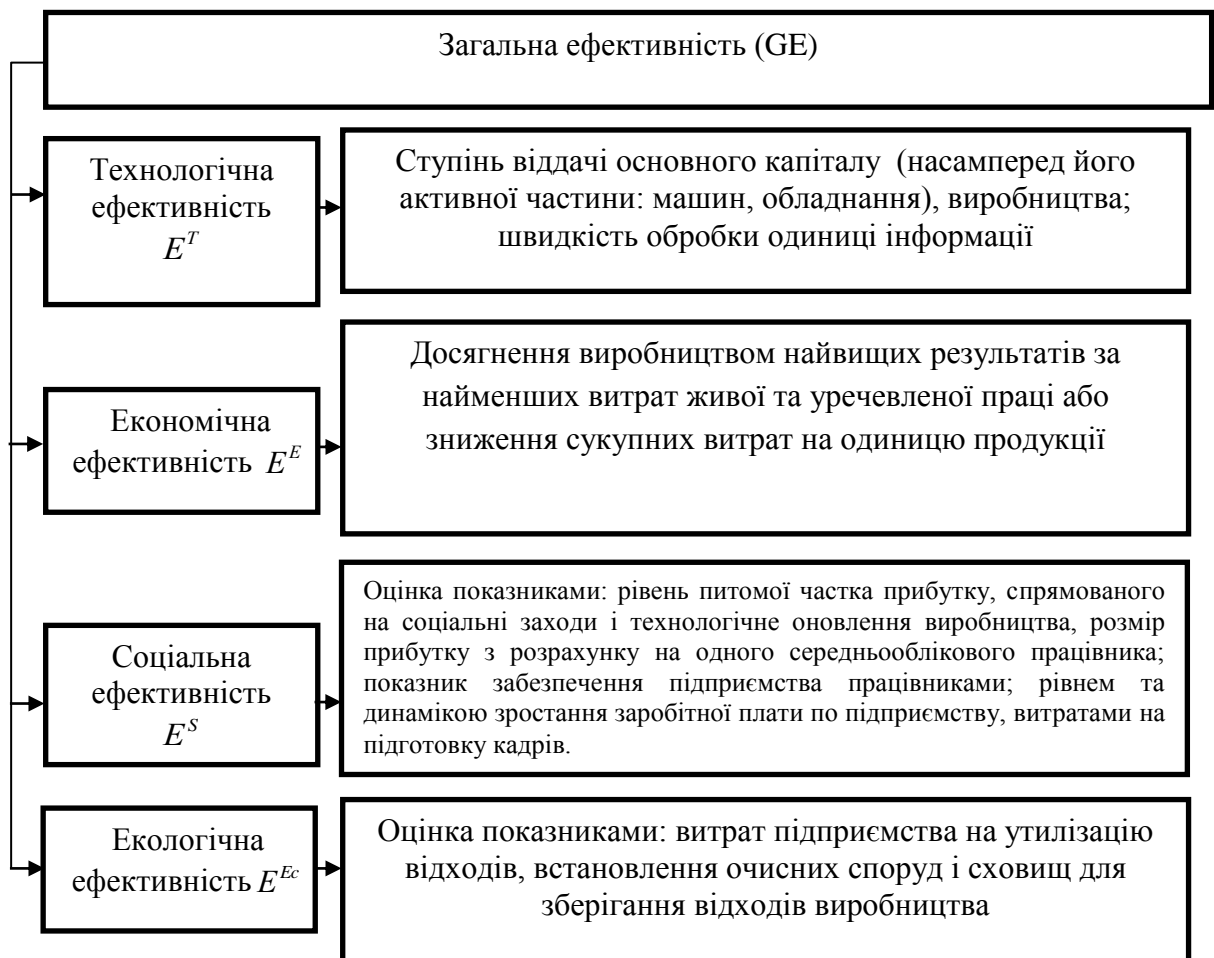 Загальна ефективність (GE)
Технологічна
ефективність
E^T
Ступінь віддачі основного капіталу (насамперед його
активної частини: машин, обладнання), виробництва;
швидкість обробки одиниці інформації
Економічна
ефективність E^E
Досягнення виробництвом найвищих результатів за
найменших витрат живої та уречевленої праці або
зниження сукупних витрат на одиницю продукції
Соціальна
ефективність
E^S
Оцінка показниками: рівень питомої частка прибутку, спрямованого
на соціальні заходи і технологічне оновлення виробництва, розмір
прибутку з розрахунку на одного середньооблікового працівника;
показник забезпечення підприємства працівниками; рівнем та
динамікою зростання заробітної плати по підприємству, витратами на
підготовку кадрів.
Екологічна
ефективність E^Ec
Оцінка показниками: витрат підприємства на утилізацію
відходів, встановлення очисних споруд і сховищ для
зберігання відходів виробництва